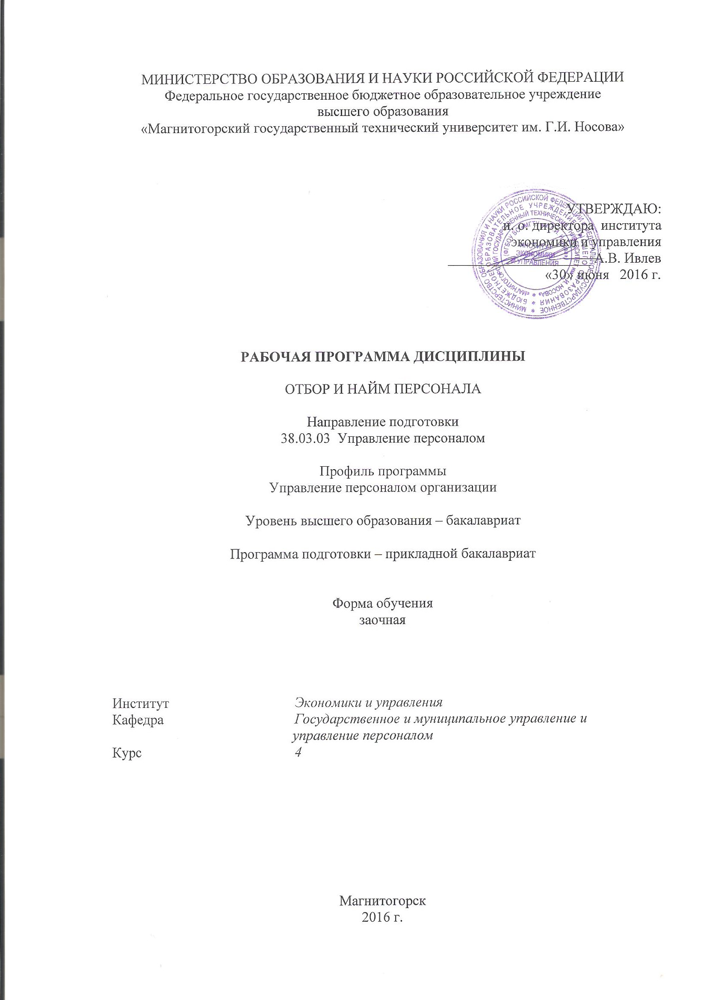 МИНИСТЕРСТВО ОБРАЗОВАНИЯ И НАУКИ РОССИЙСКОЙ ФЕДЕРАЦИИ
Федеральное государственное бюджетное образовательное учреждение
высшего образования
«Магнитогорский государственный технический университет им. Г.И. Носова»
УТВЕРЖДАЮ:
и. о. директора института
экономики и управления
А.В. Ивлев
«30» июня 2016 г.
МИНИСТЕРСТВО ОБРАЗОВАНИЯ И НАУКИ РОССИЙСКОЙ ФЕДЕРАЦИИ * ФЕДЕРАЛЬНОЕ ГОСУДАРСТВЕННОЕ *
БЮДЖЕТНОЕ ОБРАЗОВАТЕЛЬНОЕ УЧРЕЖДЕНИЕ ВЫСШЕГО ОБРАЗОВАНИЯ *
«МАГНИТОГОРСКИЙ ГОСУДАРСТВЕННЫЙ ТЕХНИЧЕСКИЙ УНИВЕРСИТЕТ им. Г.И. НОСОВА» *
(ФГБОУ ВО «МГТУ
ИНСТИТУТ
ЭКОНОМИКИ
И УПРАВЛЕНИЯ
РАБОЧАЯ ПРОГРАММА ДИСЦИПЛИНЫ
ОТБОР И НАЙМ ПЕРСОНАЛА
Направление подготовки
38.03.03 Управление персоналом
Профиль программы
Управление персоналом организации
Уровень высшего образования – бакалавриат
Программа подготовки – прикладной бакалавриат
Форма обучения
заочная
Институт Экономики и управления
Кафедра Государственное и муниципальное управление и
управление персоналом
Курс 4
Магнитогорск
2016 г.